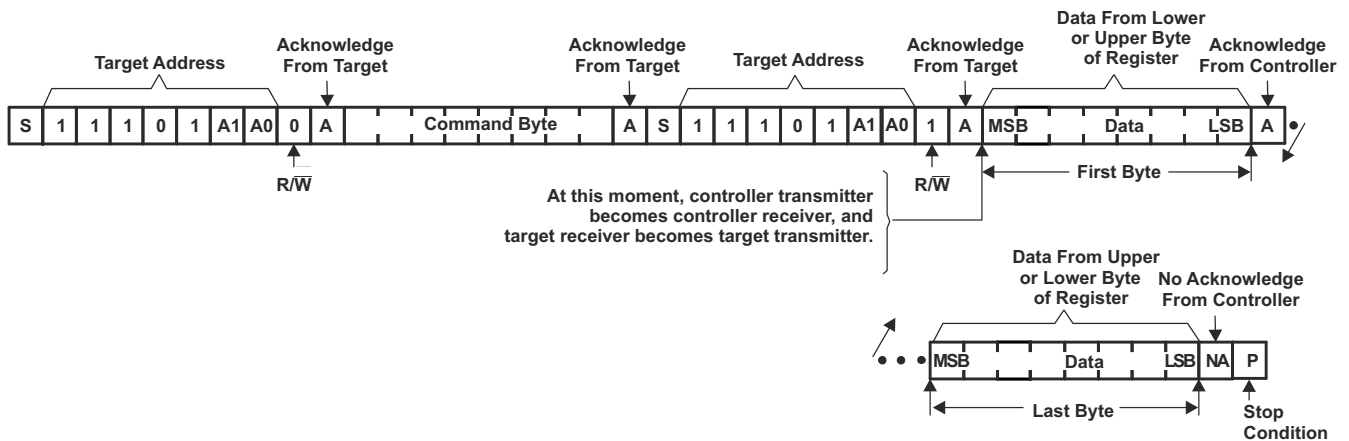 Target Address
Acknowledge
From Target
Acknowledge
From Target
Target Address
Acknowledge
From Target
Data From Lower
or Upper Byte
of Register
Acknowledge
From Controller
S 1 1 1 0 1 A1 A0 0 A Command Byte A S 1 1 1 0 1 A1 A0 1 A MSB Data LSB A
R/W̅
R/W̅
First Byte
At this moment, controller transmitter
becomes controller receiver, and
target receiver becomes target transmitter.
Data From Upper
or Lower Byte
of Register
No Acknowledge
From Controller
MSB Data LSB NA P
Last Byte
Stop
Condition